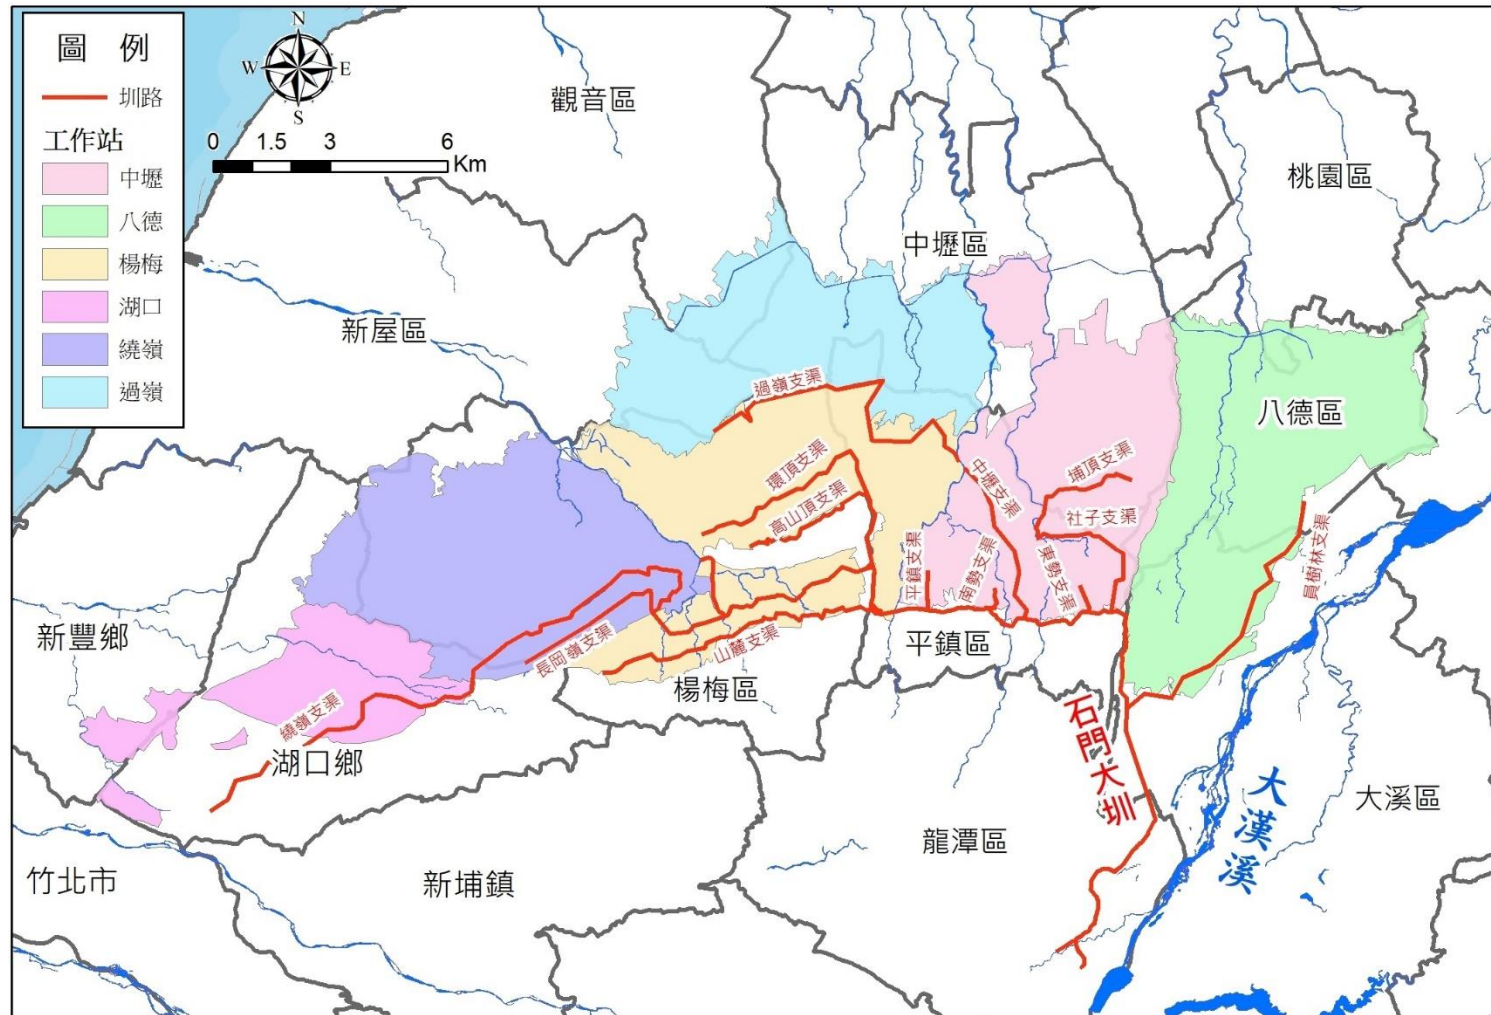 圖 例
圳路
工作站
中壢
八德
楊梅
湖口
繞嶺
過嶺
N
W E
S
0 1.5 3 6
Km
觀音區
桃園區
中壢區
新屋區
八德區
過嶺支渠
環頂支渠
高山頂支渠
中壢支渠
埔頂支渠
社子支渠
平鎮支渠
南勢支渠
東勢支渠
員樹林支渠
新豐鄉
長岡嶺支渠
山麓支渠
平鎮區
楊梅區
繞嶺支渠
湖口鄉
石門大圳
大漢溪
大溪區
龍潭區
竹北市
新埔鎮